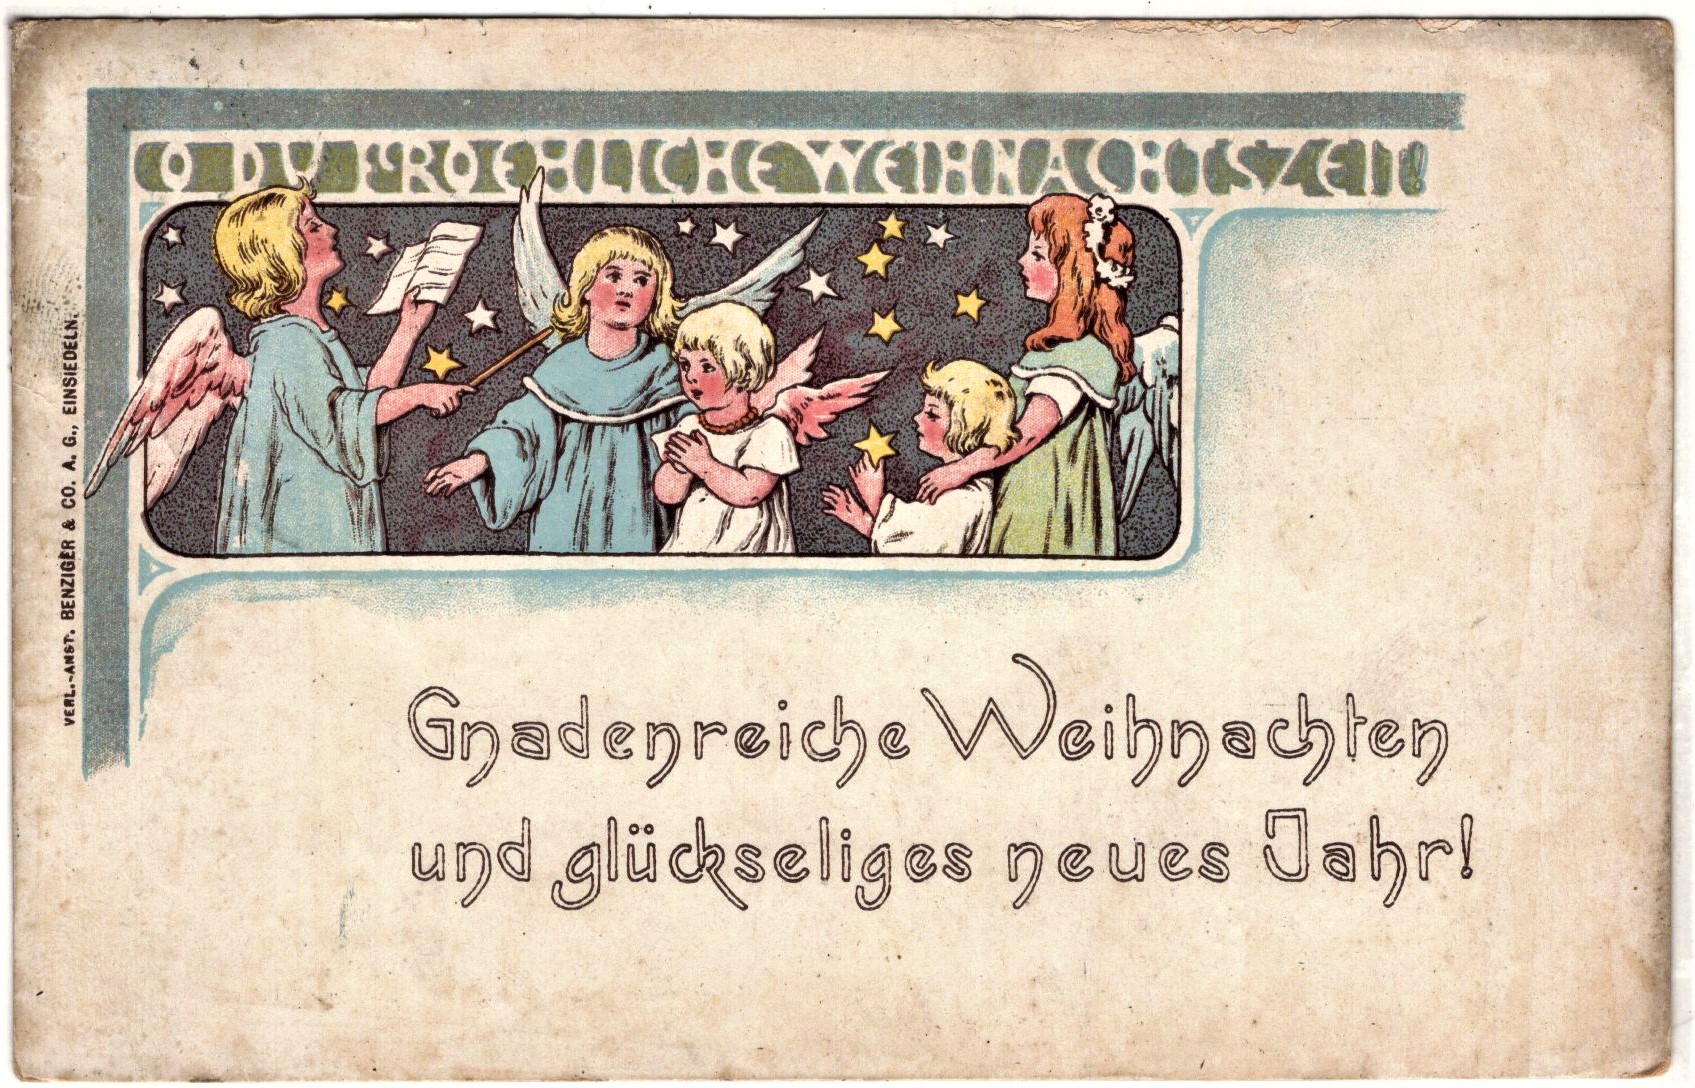 O DU FROEHLICHE WEIHNACHTSZEIT!
VERL.-ANST. BENZIGER & CO. A. G., EINSIEDELN.
Gnadenreiche Weihnachten
und glückseliges neues Jahr!